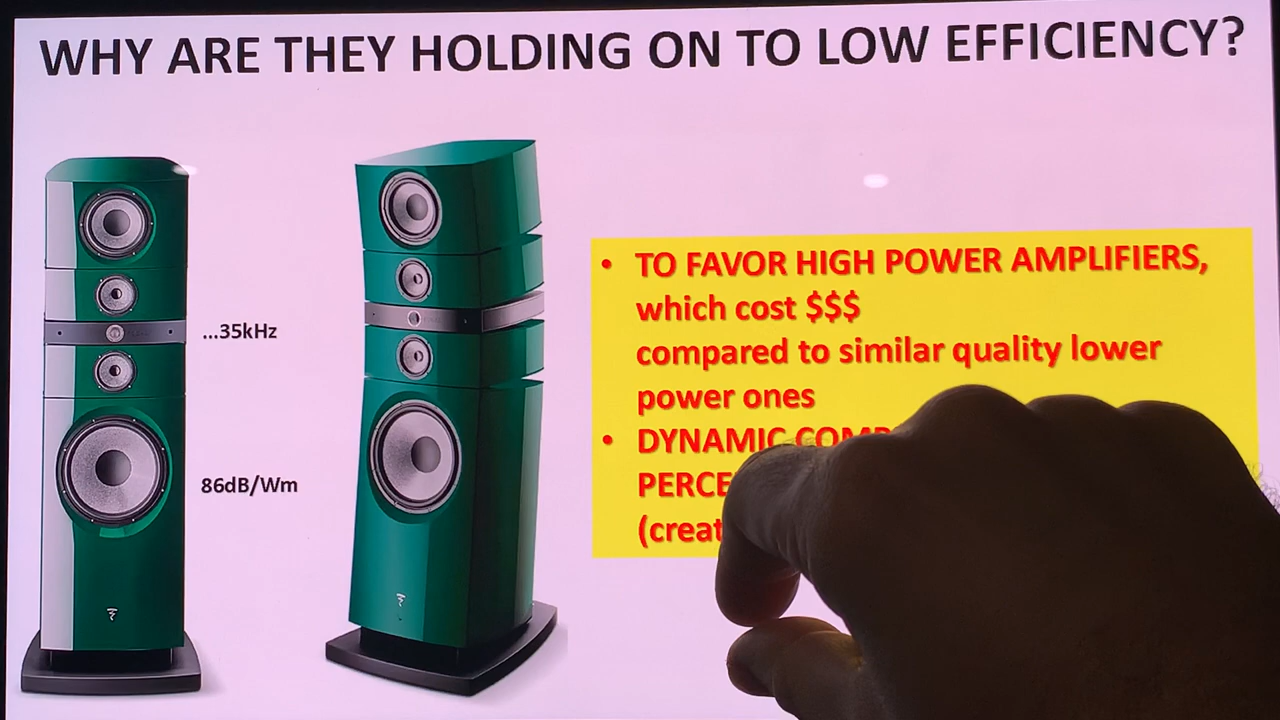 WHY ARE THEY HOLDING ON TO LOW EFFICIENCY?
...35kHz
86dB/Wm
• TO FAVOR HIGH POWER AMPLIFIERS,
which cost $$$
compared to similar quality lower
power ones
• DYNAMIC